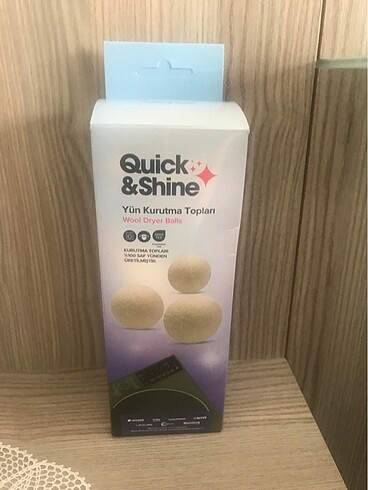 Quick
&Shine
Yün Kurutma Topları
Wool Dryer Balls
KURUTMA TOPLARI
%100 SAF YÜNDEN
ÜRETİLMİŞTİR